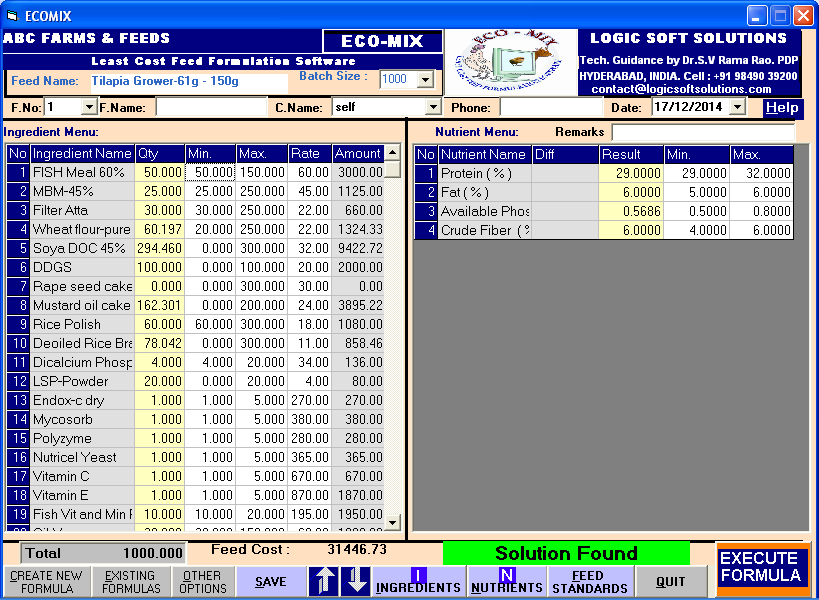 ECOMIX
ABC FARMS & FEEDS
ECO-MIX
Least Cost Feed Formulation Software
Feed Name: Tilapia Grower-61g - 150g Batch Size : 1000
ECO - MIX
LOGIC SOFT SOLUTIONS
Tech. Guidance by Dr.S.V Rama Rao. PDP
HYDERABAD, INDIA. Cell : +91 98490 39200
contact@logicsoftsolutions.com
F.No: 1 F.Name: C.Name: self Phone: Date: 17/12/2014 Help
Ingredient Menu:
No Ingredient Name Qty Min. Max. Rate Amount
1 FISH Meal 60% 50.000 50.000 150.000 60.00 3000.00
2 MBM-45% 25.000 25.000 250.000 45.00 1125.00
3 Filter Atta 30.000 30.000 250.000 22.00 660.00
4 Wheat flour-pure 60.197 20.000 250.000 22.00 1324.33
5 Soya DOC 45% 294.460 0.000 300.000 32.00 9422.72
6 DDGS 100.000 0.000 100.000 20.00 2000.00
7 Rape seed cake 0.000 0.000 300.000 30.00 0.00
8 Mustard oil cake 162.301 0.000 200.000 24.00 3895.22
9 Rice Polish 60.000 60.000 300.000 18.00 1080.00
10 Deoiled Rice Bra 78.042 0.000 300.000 11.00 858.46
11 Dicalcium Phosp 4.000 4.000 20.000 34.00 136.00
12 LSP-Powder 20.000 0.000 20.000 4.00 80.00
13 Endox-c dry 1.000 1.000 5.000 270.00 270.00
14 Mycosorb 1.000 1.000 5.000 380.00 380.00
15 Polyzyme 1.000 1.000 5.000 280.00 280.00
16 Nutricel Yeast 1.000 1.000 5.000 365.00 365.00
17 Vitamin C 1.000 1.000 5.000 670.00 670.00
18 Vitamin E 1.000 1.000 5.000 870.00 1870.00
19 Fish Vit and Min F 10.000 10.000 20.000 195.00 1950.00
Nutrient Menu: Remarks
No Nutrient Name Diff Result Min. Max.
1 Protein ( % ) 29.0000 29.0000 32.0000
2 Fat ( % ) 6.0000 5.0000 6.0000
3 Available Phos 0.5686 0.5000 0.8000
4 Crude Fiber ( % 6.0000 4.0000 6.0000
Total 1000.000 Feed Cost : 31446.73 Solution Found
CREATE NEW FORMULA
EXISTING FORMULAS
OTHER OPTIONS
SAVE
I
INGREDIENTS
N
NUTRIENTS
FEED STANDARDS
QUIT
EXECUTE
FORMULA